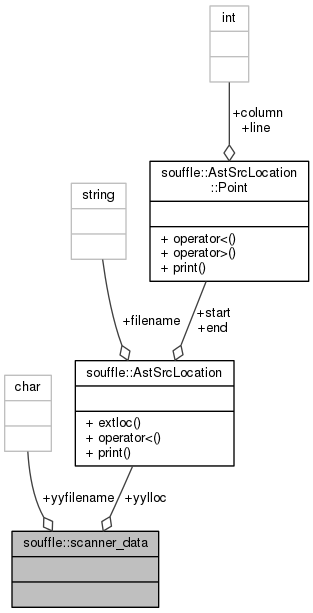 int
+column
+line
souffle::AstSrcLocation
::Point
+ operator<()
+ operator>()
+ print()
string
+filename
+start
+end
souffle::AstSrcLocation
+ extloc()
+ operator<()
+ print()
char
+yyfilename
+yylloc
souffle::scanner_data